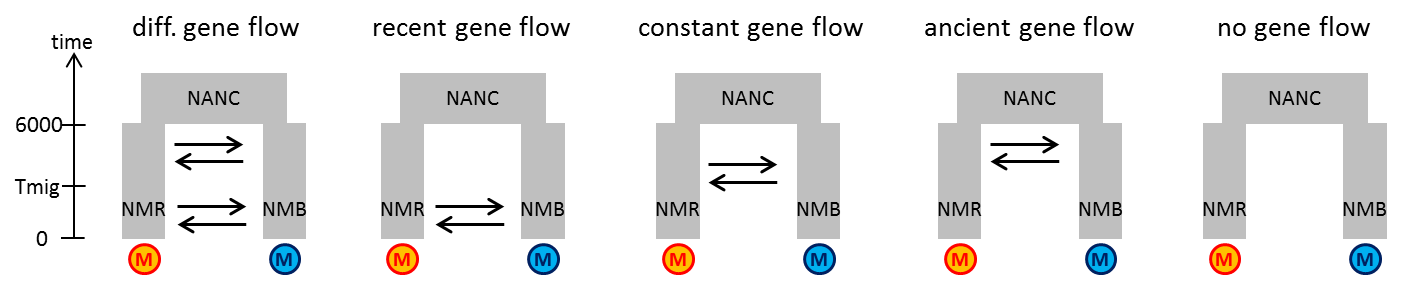 diff. gene flow recent gene flow constant gene flow ancient gene flow no gene flow
time
NANC NANC NANC NANC NANC
6000
Tmig
NMR NMB NMR NMB NMR NMB NMR NMB NMR NMB
0
M M M M M M M M M M